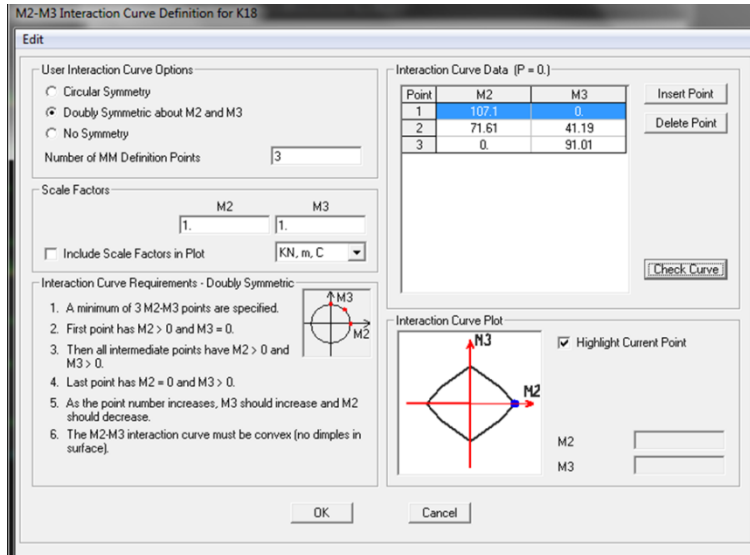 M2-M3 Interaction Curve Definition for K18
Edit
User Interaction Curve Options
Circular Symmetry
Doubly Symmetric about M2 and M3
No Symmetry
Number of MM Definition Points 3
Scale Factors
M2 M3
1. 1.
Include Scale Factors in Plot KN, m, C
Interaction Curve Requirements - Doubly Symmetric
1. A minimum of 3 M2-M3 points are specified.
2. First point has M2 > 0 and M3 = 0.
3. Then all intermediate points have M2 > 0 and
M3 > 0.
4. Last point has M2 = 0 and M3 > 0.
5. As the point number increases, M3 should increase and M2
should decrease.
6. The M2-M3 interaction curve must be convex (no dimples in
surface).
M3
M2
Interaction Curve Data (P = 0.)
Point M2 M3
1 107.1 0.
2 71.61 41.19
3 0. 91.01
Insert Point
Delete Point
Check Curve
Interaction Curve Plot
M3
M2
Highlight Current Point
M2
M3
OK Cancel